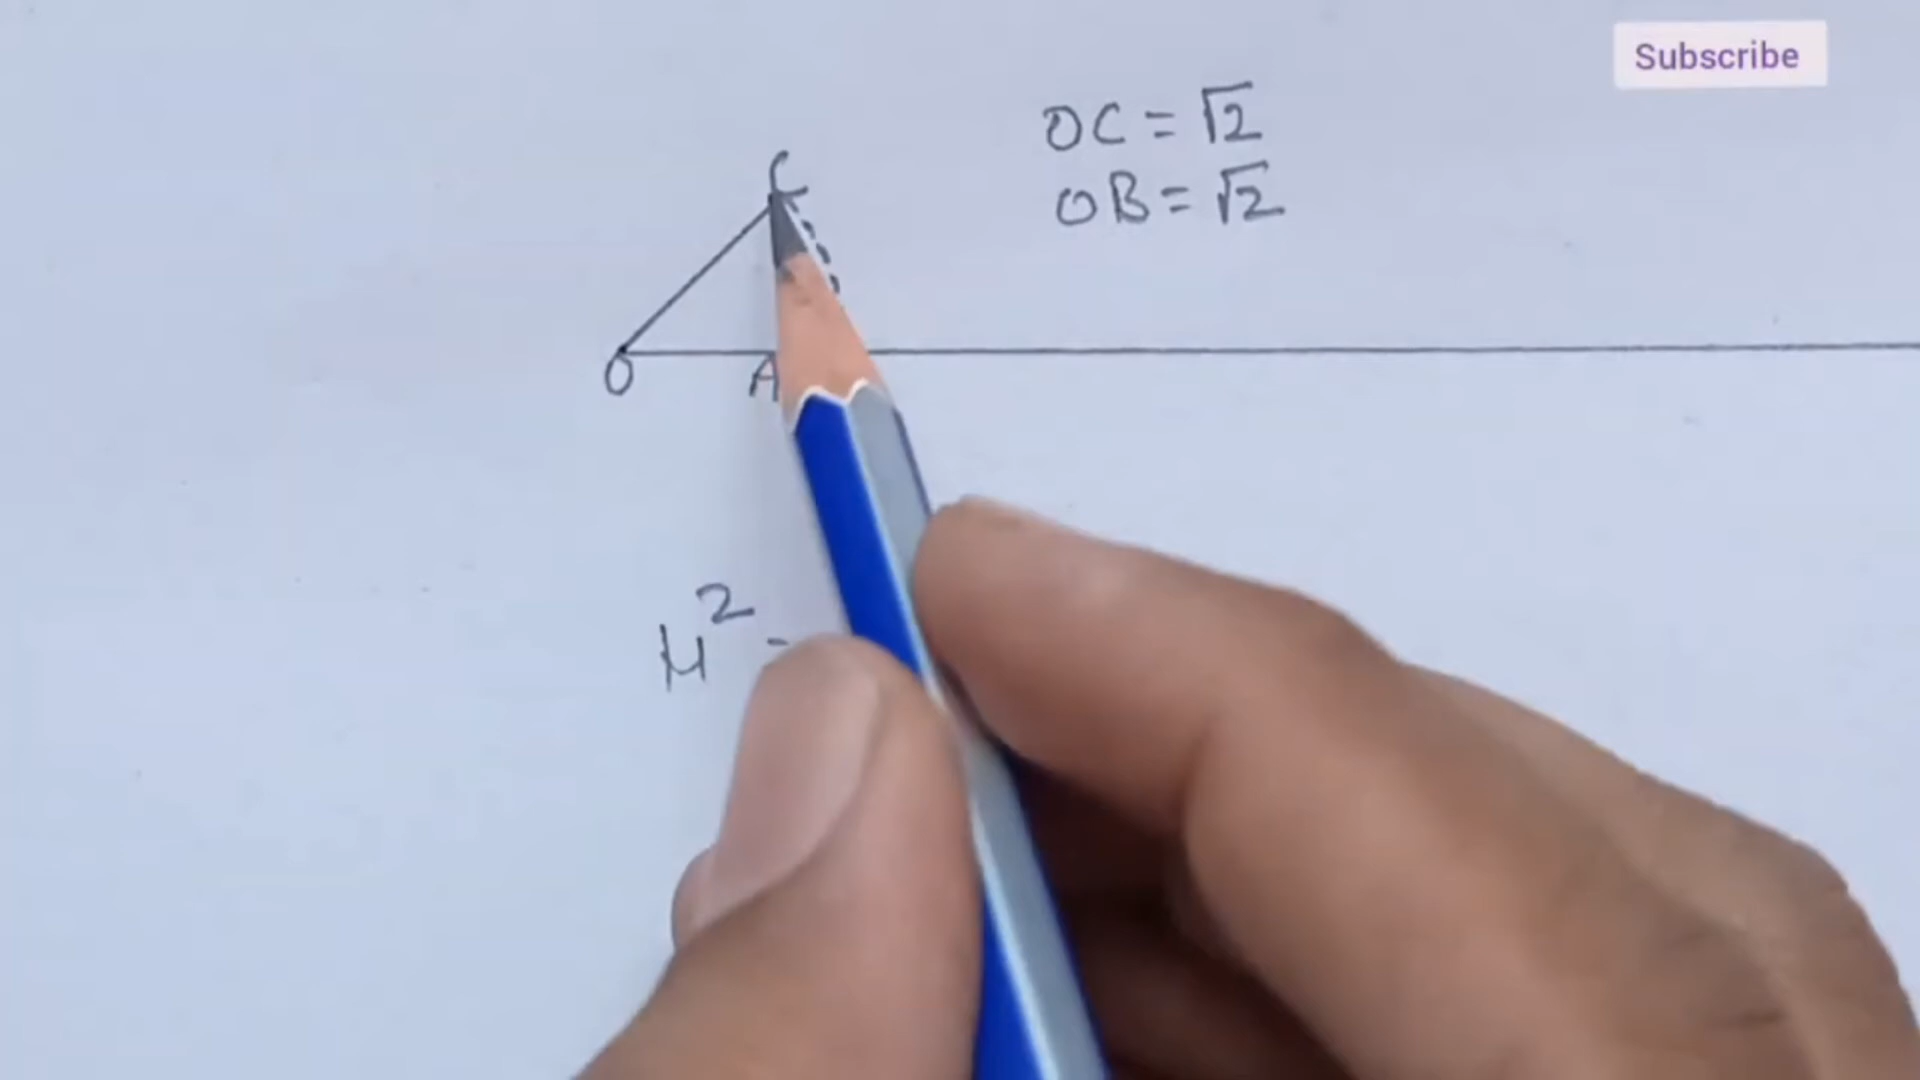 Subscribe
OC = √2
OB = √2
C
O A
H² =